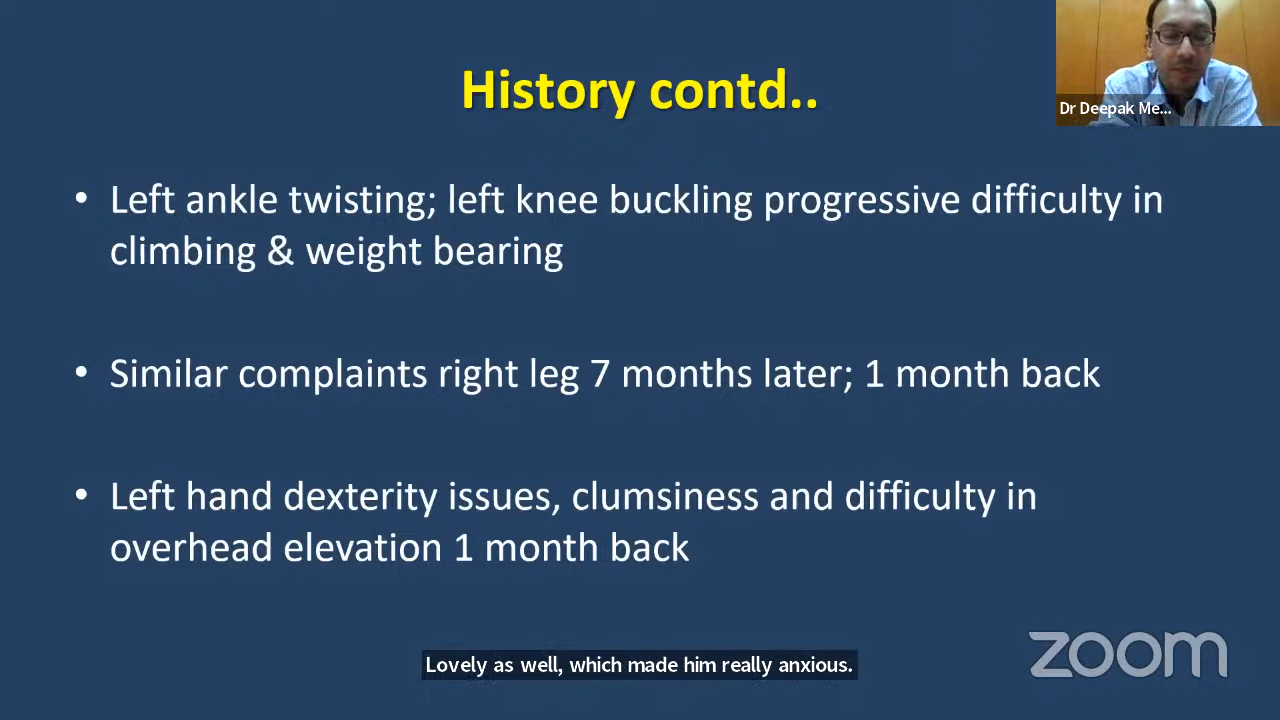 History contd..
Dr Deepak Me...
• Left ankle twisting; left knee buckling progressive difficulty in
climbing & weight bearing
• Similar complaints right leg 7 months later; 1 month back
• Left hand dexterity issues, clumsiness and difficulty in
overhead elevation 1 month back
Lovely as well, which made him really anxious.
zoom